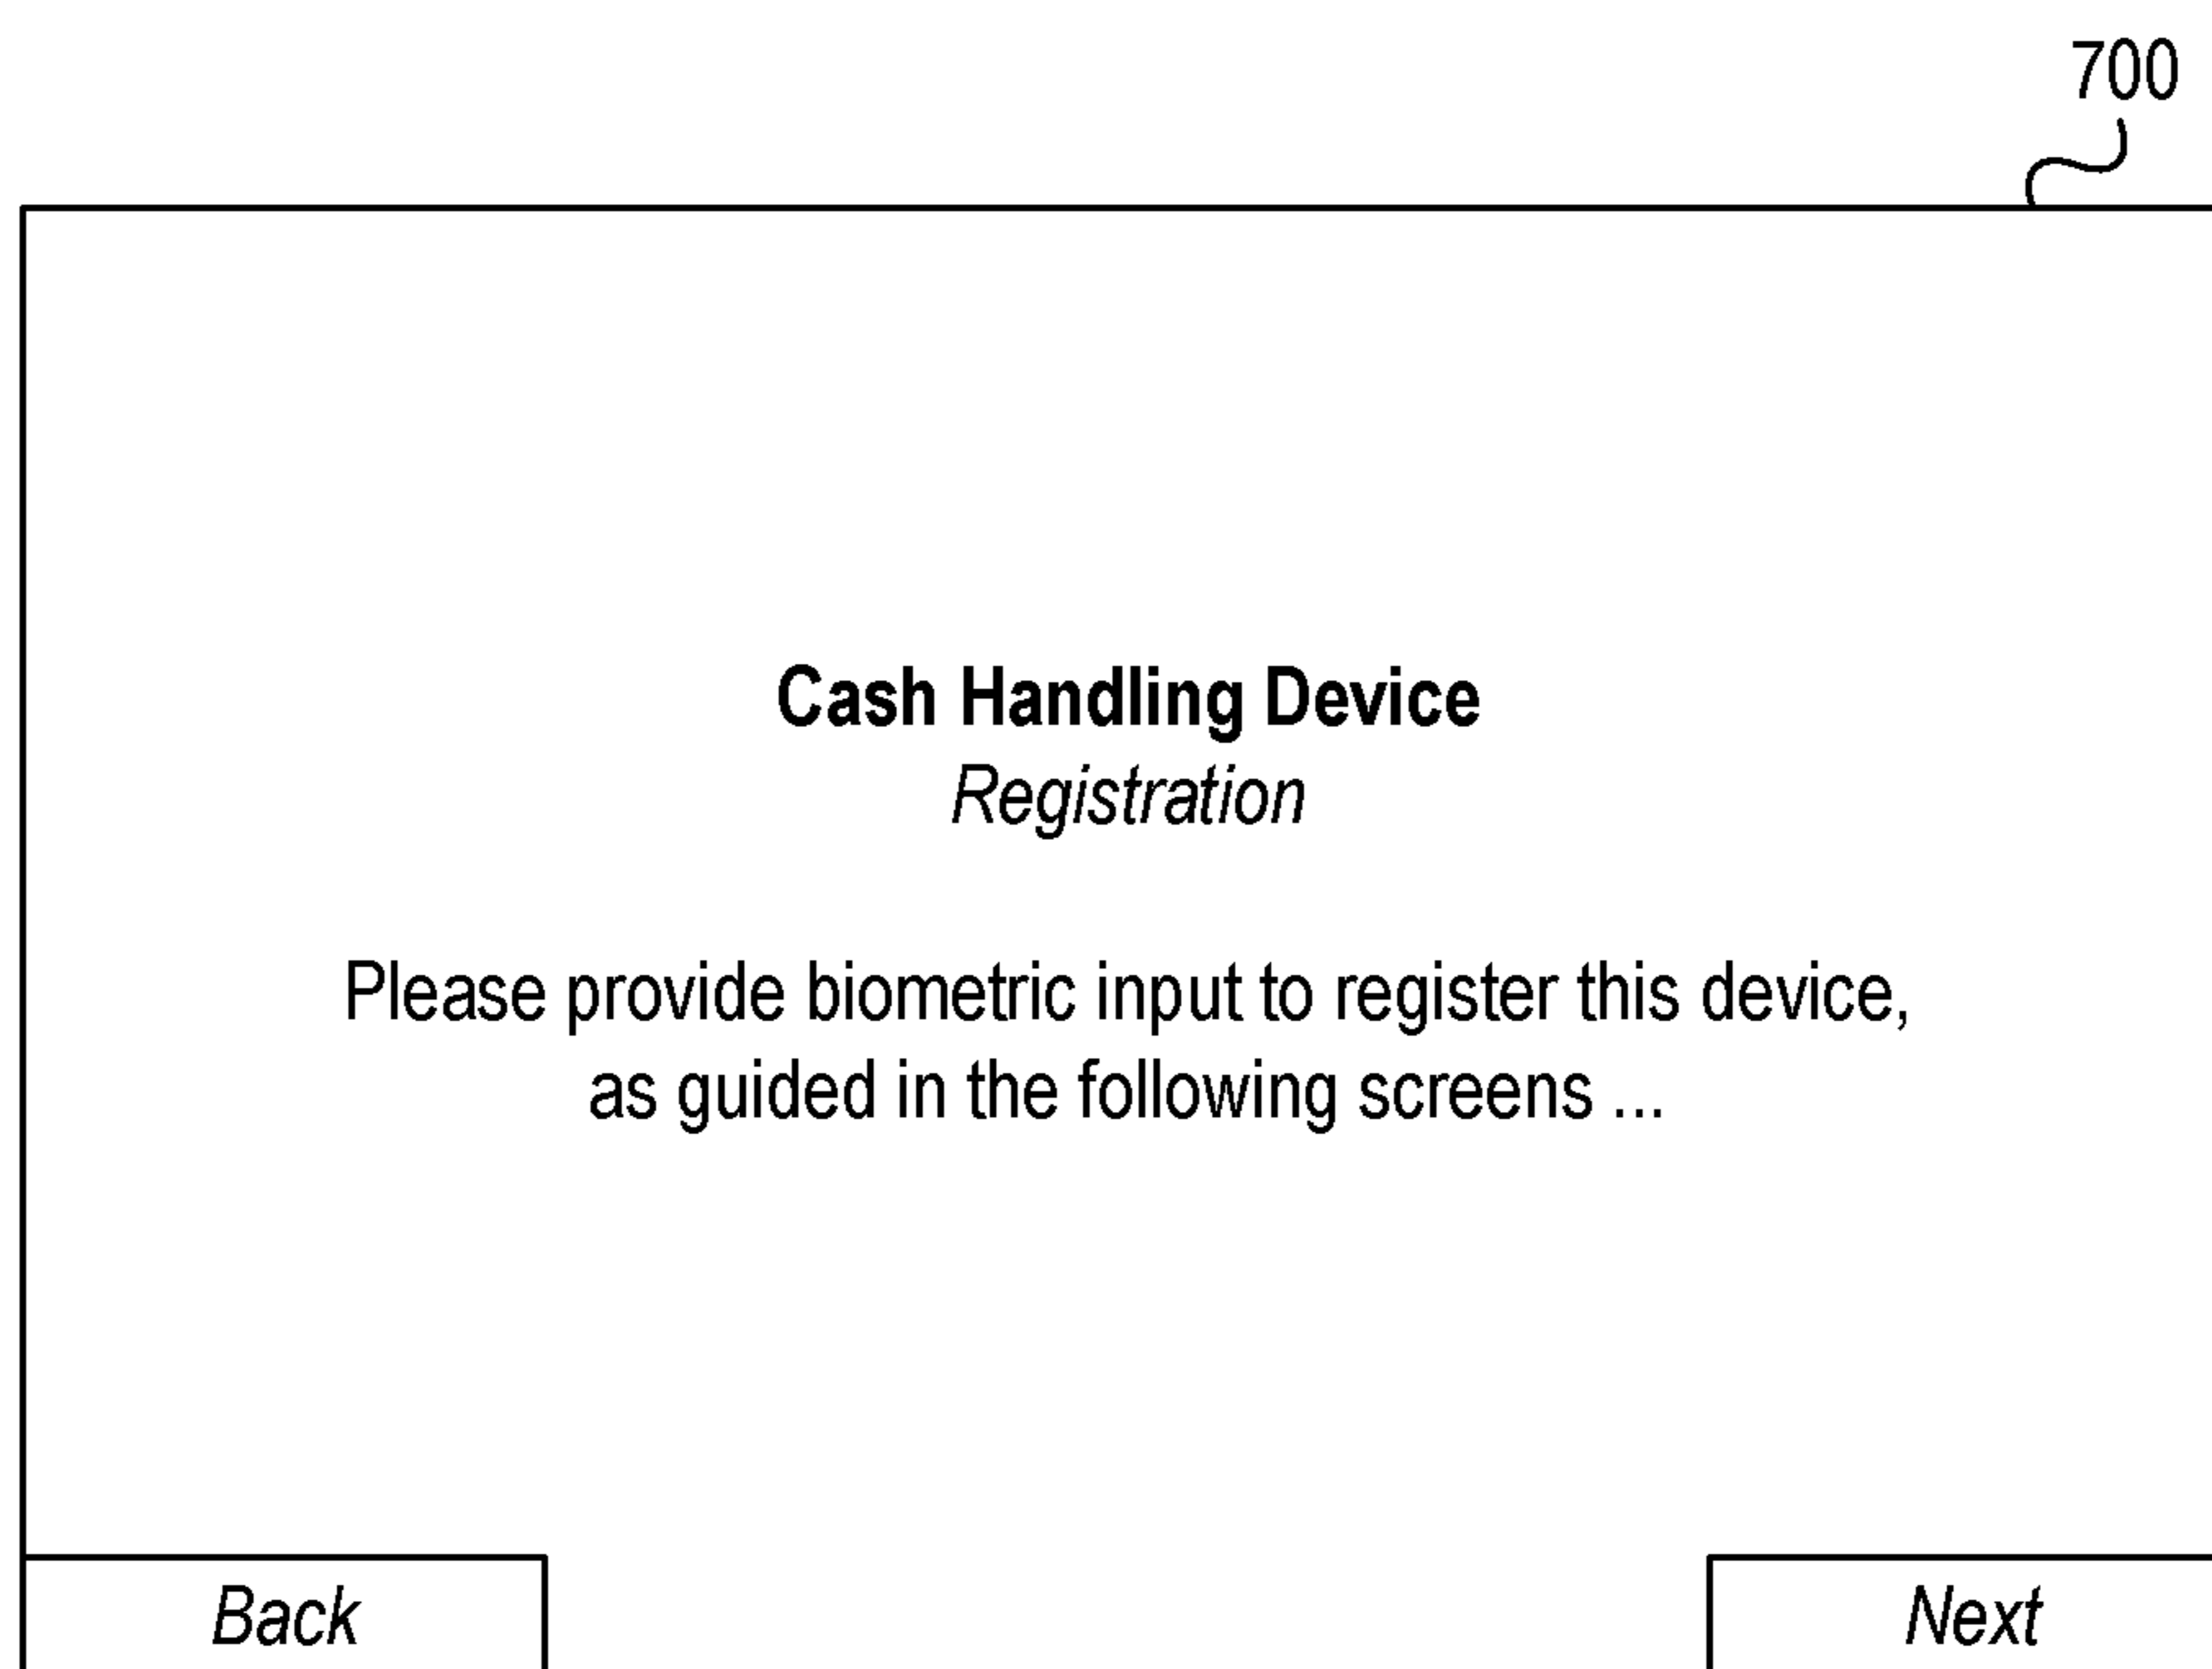 700
Cash Handling Device
Registration
Please provide biometric input to register this device,
as guided in the following screens ...
Back
Next